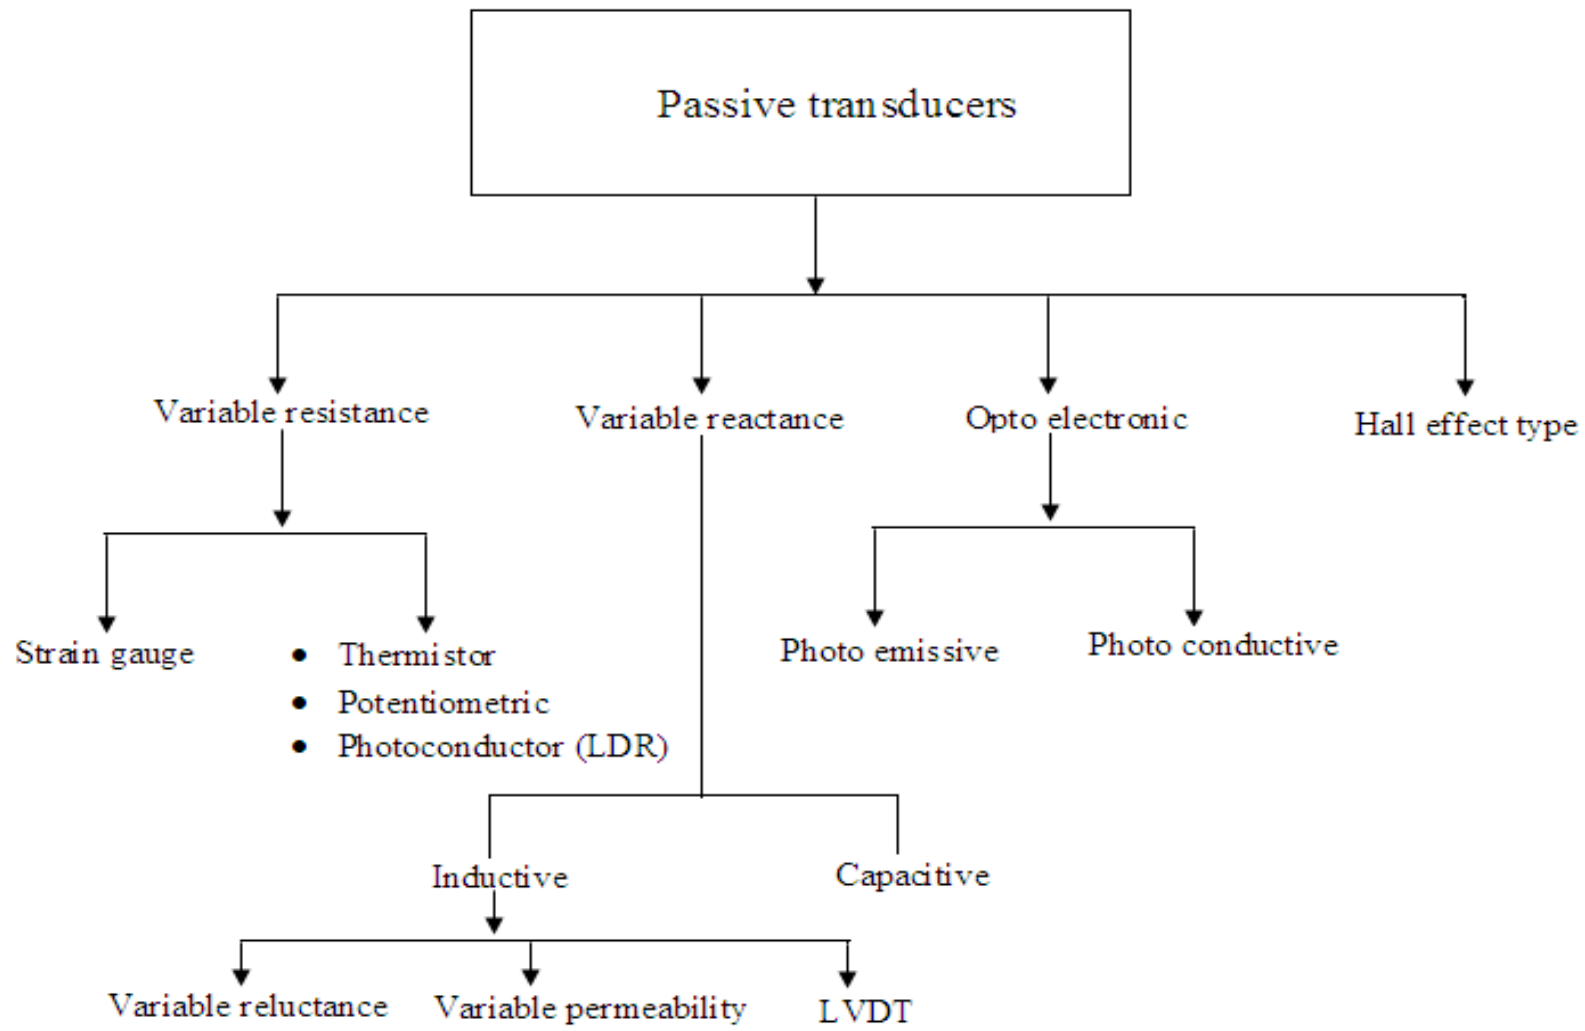 Passive transducers
Variable resistance
Variable reactance
Opto electronic
Hall effect type
Strain gauge
• Thermistor
• Potentiometric
• Photoconductor (LDR)
Photo emissive
Photo conductive
Inductive
Capacitive
Variable reluctance
Variable permeability
LVDT